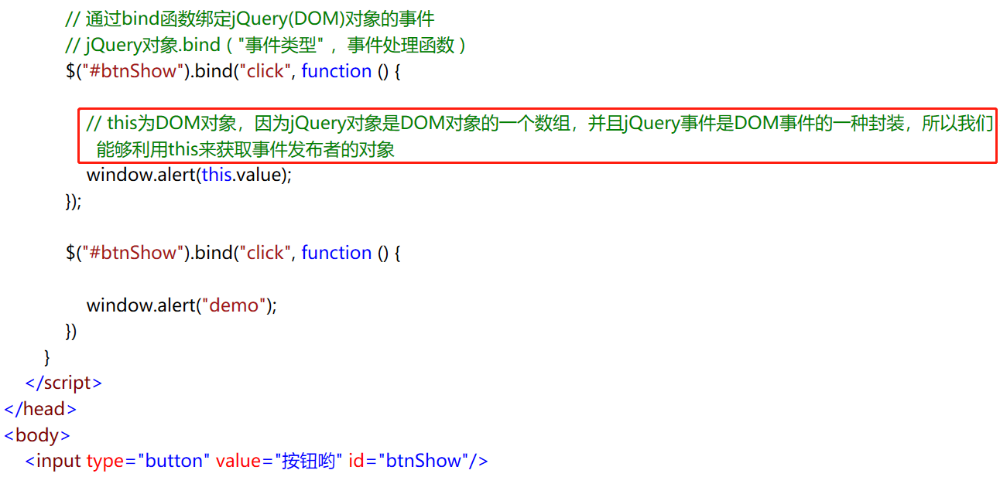 // 通过bind函数绑定jQuery(DOM)对象的事件
// jQuery对象.bind（"事件类型"，事件处理函数）
$("#btnShow").bind("click", function () {
// this为DOM对象，因为jQuery对象是DOM对象的一个数组，并且jQuery事件是DOM事件的一种封装，所以我们
能够利用this来获取事件发布者的对象
window.alert(this.value);
});
$("#btnShow").bind("click", function () {
window.alert("demo");
})
}
</script>
</head>
<body>
<input type="button" value="按钮哟" id="btnShow"/>